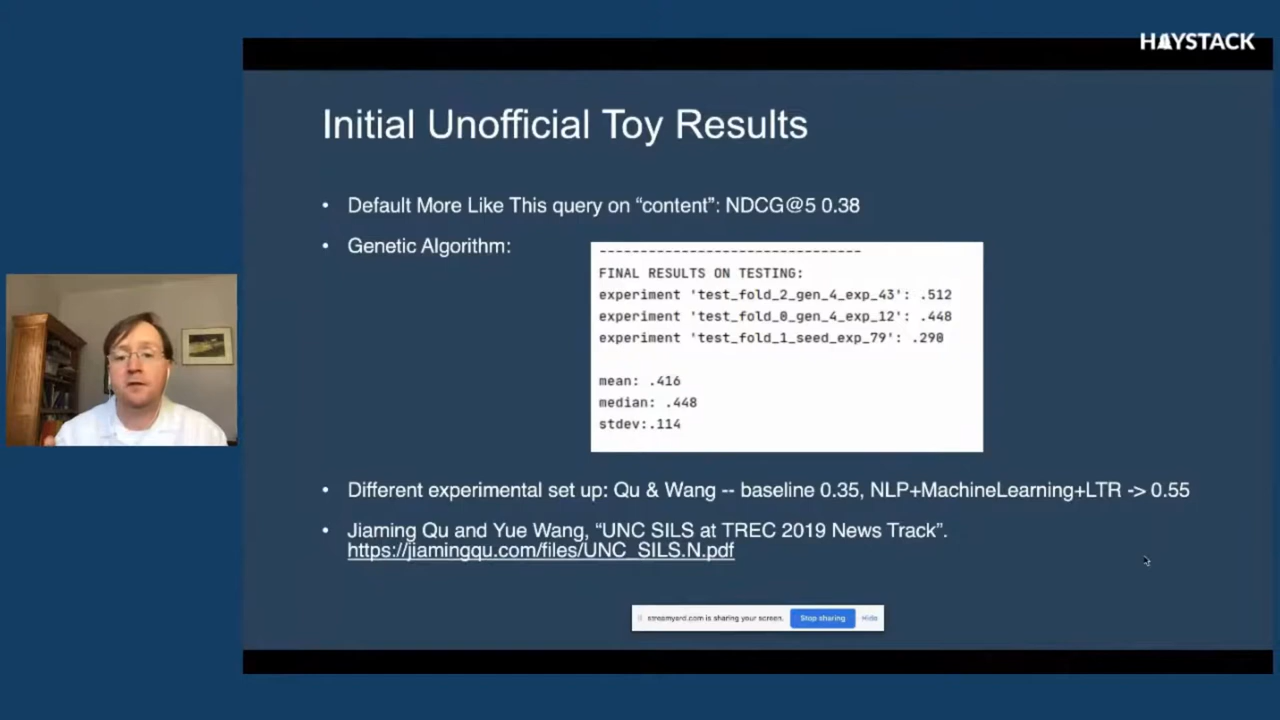 HAYSTACK
Initial Unofficial Toy Results
• Default More Like This query on “content”: NDCG@5 0.38
• Genetic Algorithm:
--------------------------------
FINAL RESULTS ON TESTING:
experiment 'test_fold_2_gen_4_exp_43': .512
experiment 'test_fold_0_gen_4_exp_12': .448
experiment 'test_fold_1_seed_exp_79': .290
mean: .416
median: .448
stdev:.114
• Different experimental set up: Qu & Wang -- baseline 0.35, NLP+MachineLearning+LTR -> 0.55
• Jiaming Qu and Yue Wang, “UNC SILS at TREC 2019 News Track”.
https://jiamingqu.com/files/UNC_SILS.N.pdf
streamyard.com is sharing your screen. Stop sharing Hide